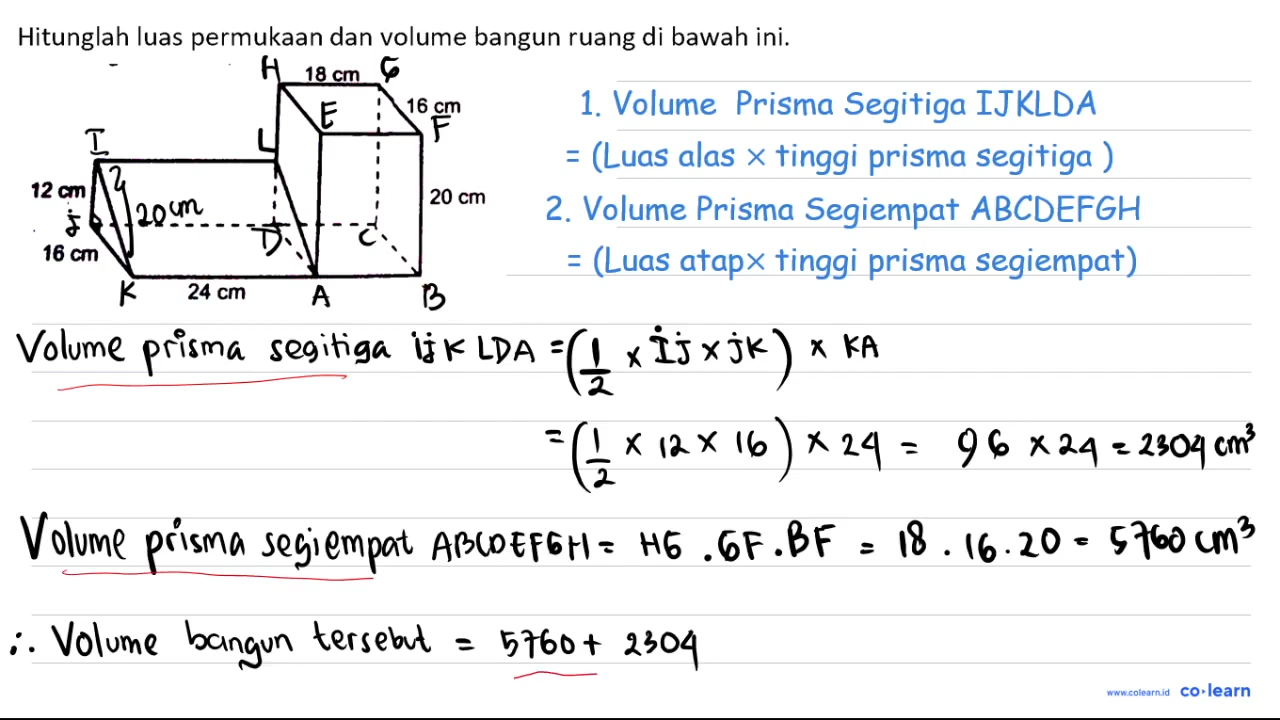 Hitunglah luas permukaan dan volume bangun ruang di bawah ini.
H 18 cm G
E 16 cm
F
I L
12 cm 20 cm 20 cm
j D C
16 cm
K 24 cm A B
1. Volume Prisma Segitiga IJKLDA
= (Luas alas × tinggi prisma segitiga )
2. Volume Prisma Segiempat ABCDEFGH
= (Luas atap× tinggi prisma segiempat)
Volume prisma segitiga ijK LDA = (1/2 × Ij × jK) × KA
= (1/2 × 12 × 16) × 24 = 96 × 24 = 2304 cm³
Volume prisma segiempat ABCDEFGH = HG . GF . BF = 18 . 16 . 20 = 5760 cm³
∴ Volume bangun tersebut = 5760 + 2304
www.colearn.id co·learn